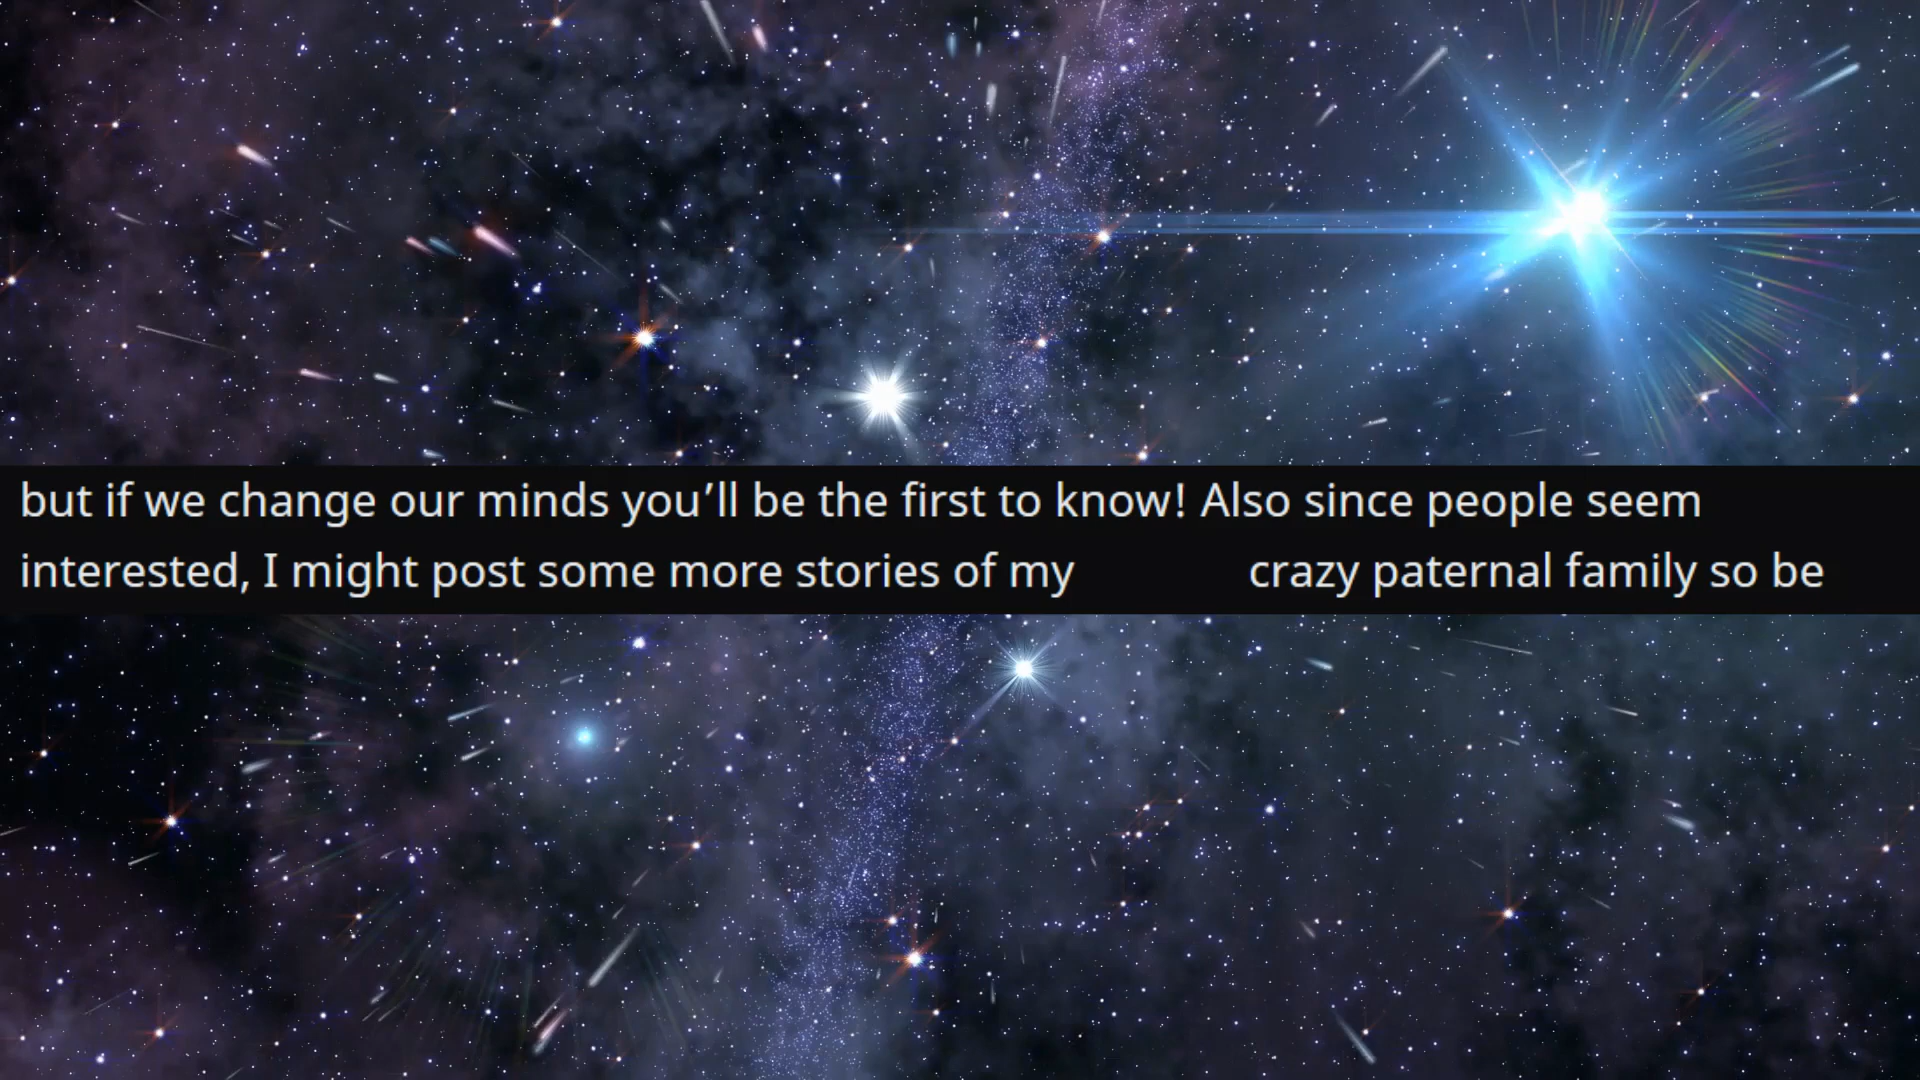 but if we change our minds you’ll be the first to know! Also since people seem
interested, I might post some more stories of my crazy paternal family so be